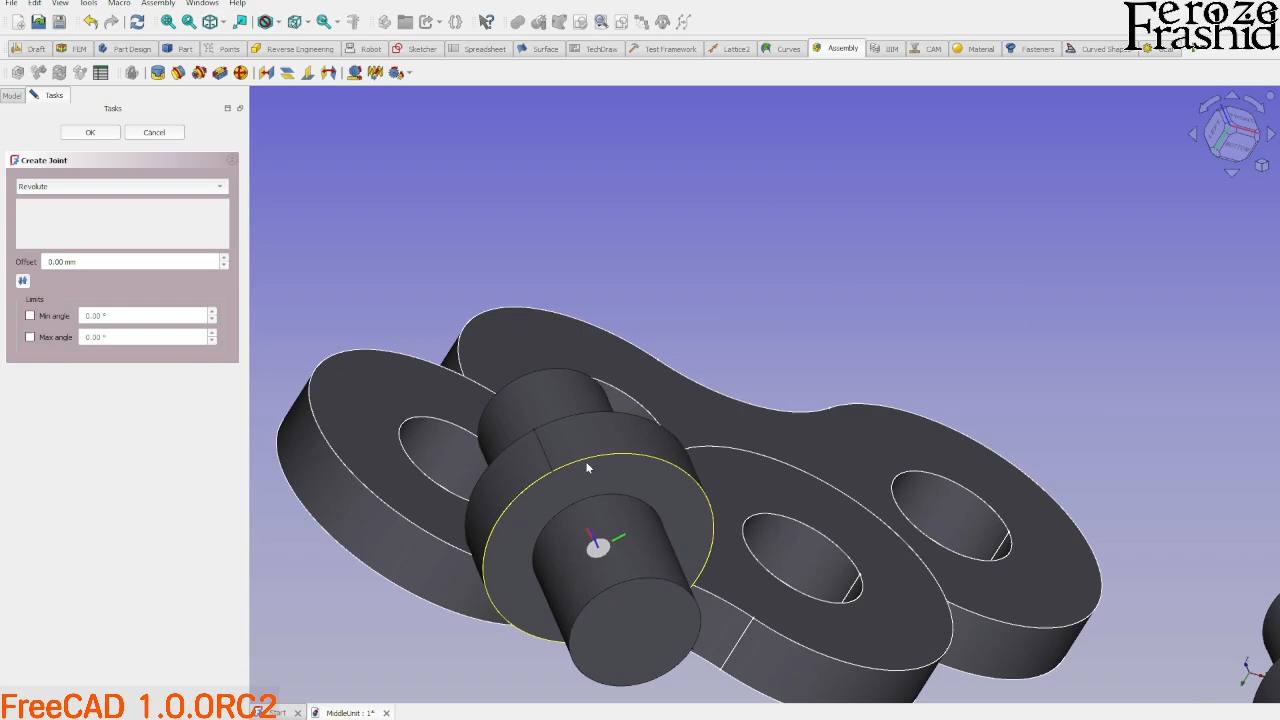 File Edit View Tools Macro Assembly Windows Help
Feroze
Frashid
Draft FEM Part Design Part Points Reverse Engineering Robot Sketcher Spreadsheet Surface TechDraw Test Framework Lattice2 Curves Assembly BIM CAM Material Fasteners
Model Tasks
Tasks
OK Cancel
Create Joint
Revolute
Offset 0.00 mm
Limits
Min angle 0.00 °
Max angle 0.00 °
BOTTOM
FreeCAD 1.0.0RC2
Start MiddleUnit : 1*